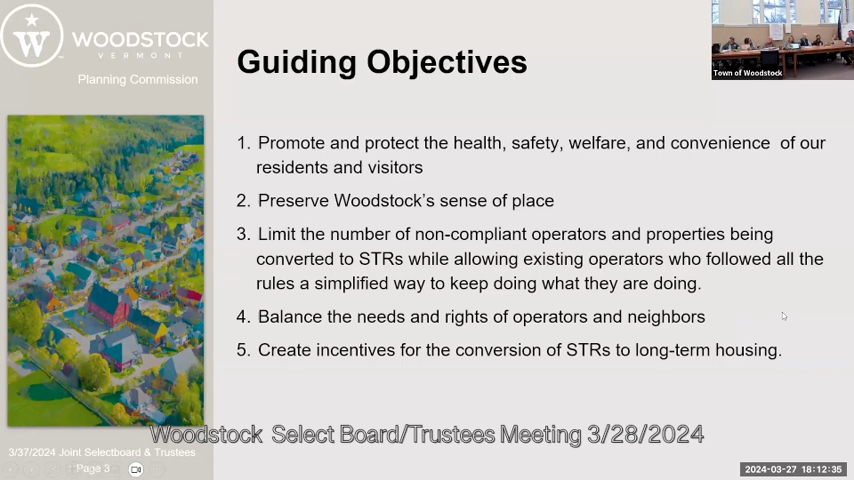 W
WOODSTOCK
VERMONT
Planning Commission
Guiding Objectives
Town of Woodstock
1. Promote and protect the health, safety, welfare, and convenience of our
residents and visitors
2. Preserve Woodstock's sense of place
3. Limit the number of non-compliant operators and properties being
converted to STRs while allowing existing operators who followed all the
rules a simplified way to keep doing what they are doing.
4. Balance the needs and rights of operators and neighbors
5. Create incentives for the conversion of STRs to long-term housing.
Woodstock Select Board/Trustees Meeting 3/28/2024
3/37/2024 Joint Selectboard & Trustees
Page 3
2024-03-27 18:12:35